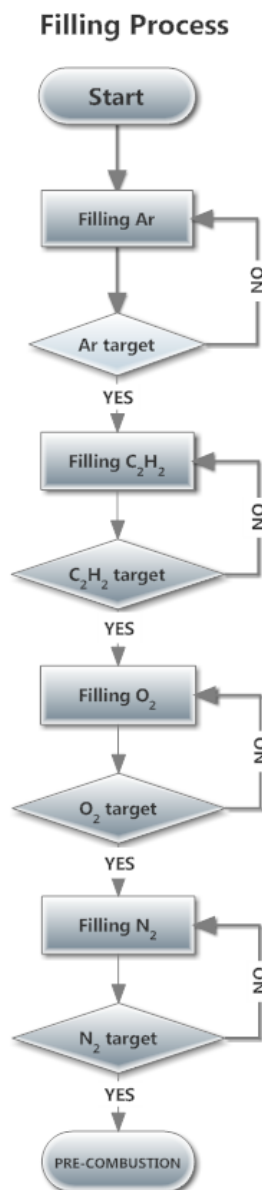 Filling Process
Start
Filling Ar
NO
Ar target
YES
Filling C₂H₂
NO
C₂H₂ target
YES
Filling O₂
NO
O₂ target
YES
Filling N₂
NO
N₂ target
YES
PRE-COMBUSTION